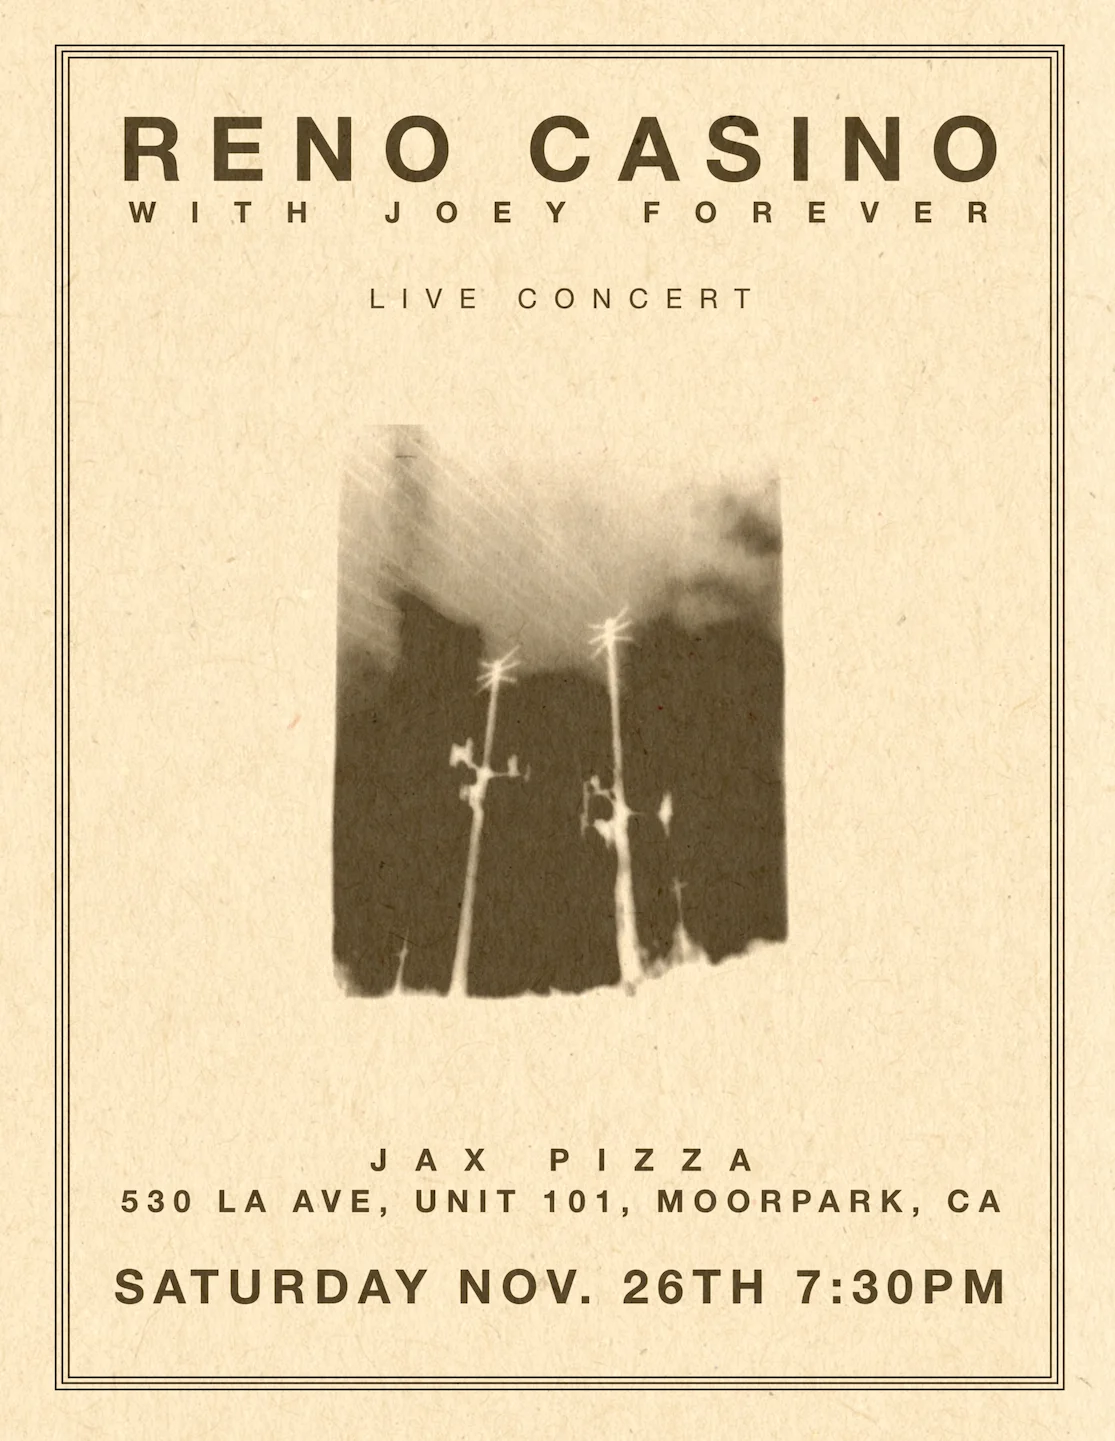 RENO CASINO
WITH JOEY FOREVER
LIVE CONCERT
JAX PIZZA
530 LA AVE, UNIT 101, MOORPARK, CA
SATURDAY NOV. 26TH 7:30PM